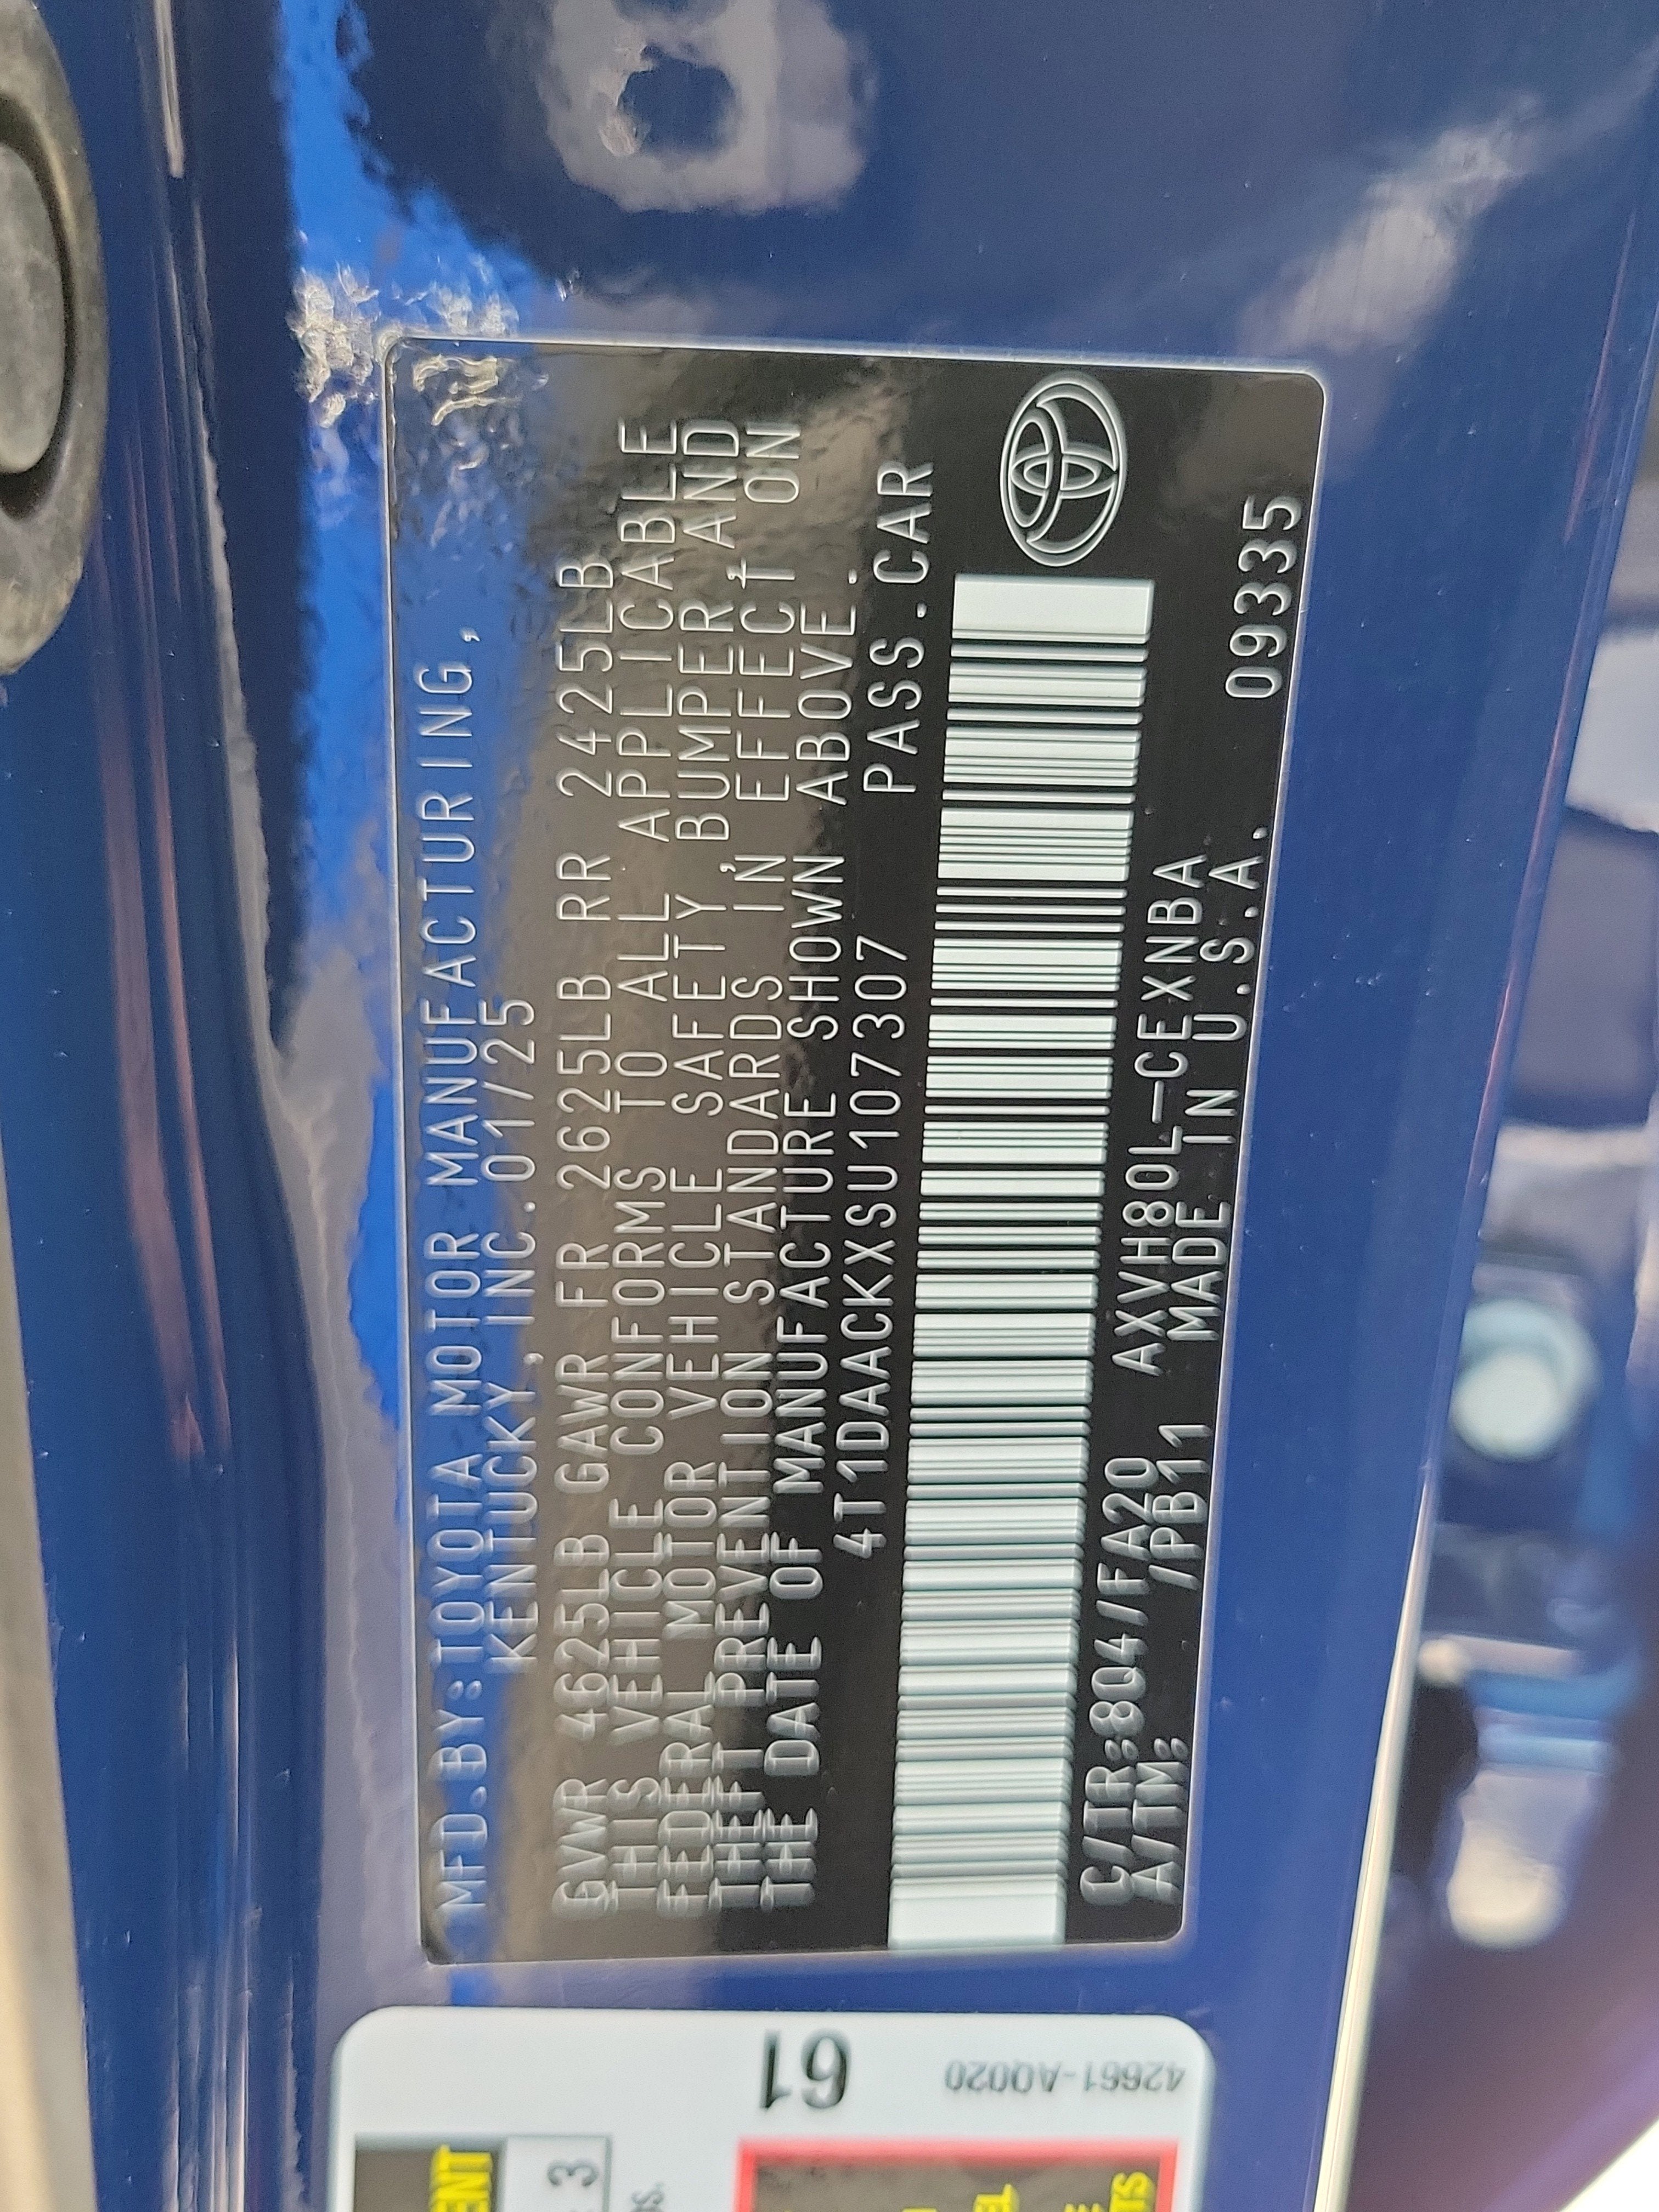 MFD.BY:TOYOTA MOTOR MANUFACTURING,
KENTUCKY, INC.01/25
GVWR 4625LB GAWR FR 2625LB RR 2425LB
THIS VEHICLE CONFORMS TO ALL APPLICABLE
FEDERAL MOTOR VEHICLE SAFETY, BUMPER, AND
THEFT PREVENTION STANDARDS IN EFFECT ON
THE DATE OF MANUFACTURE SHOWN ABOVE.
4T1DAACKXSU107307 PASS.CAR
C/TR:8Q4/FA20 AXVH80L-CEXNBA
A/TM: /PB11 MADE IN U.S.A. 09335
61
42661-AQ020
3